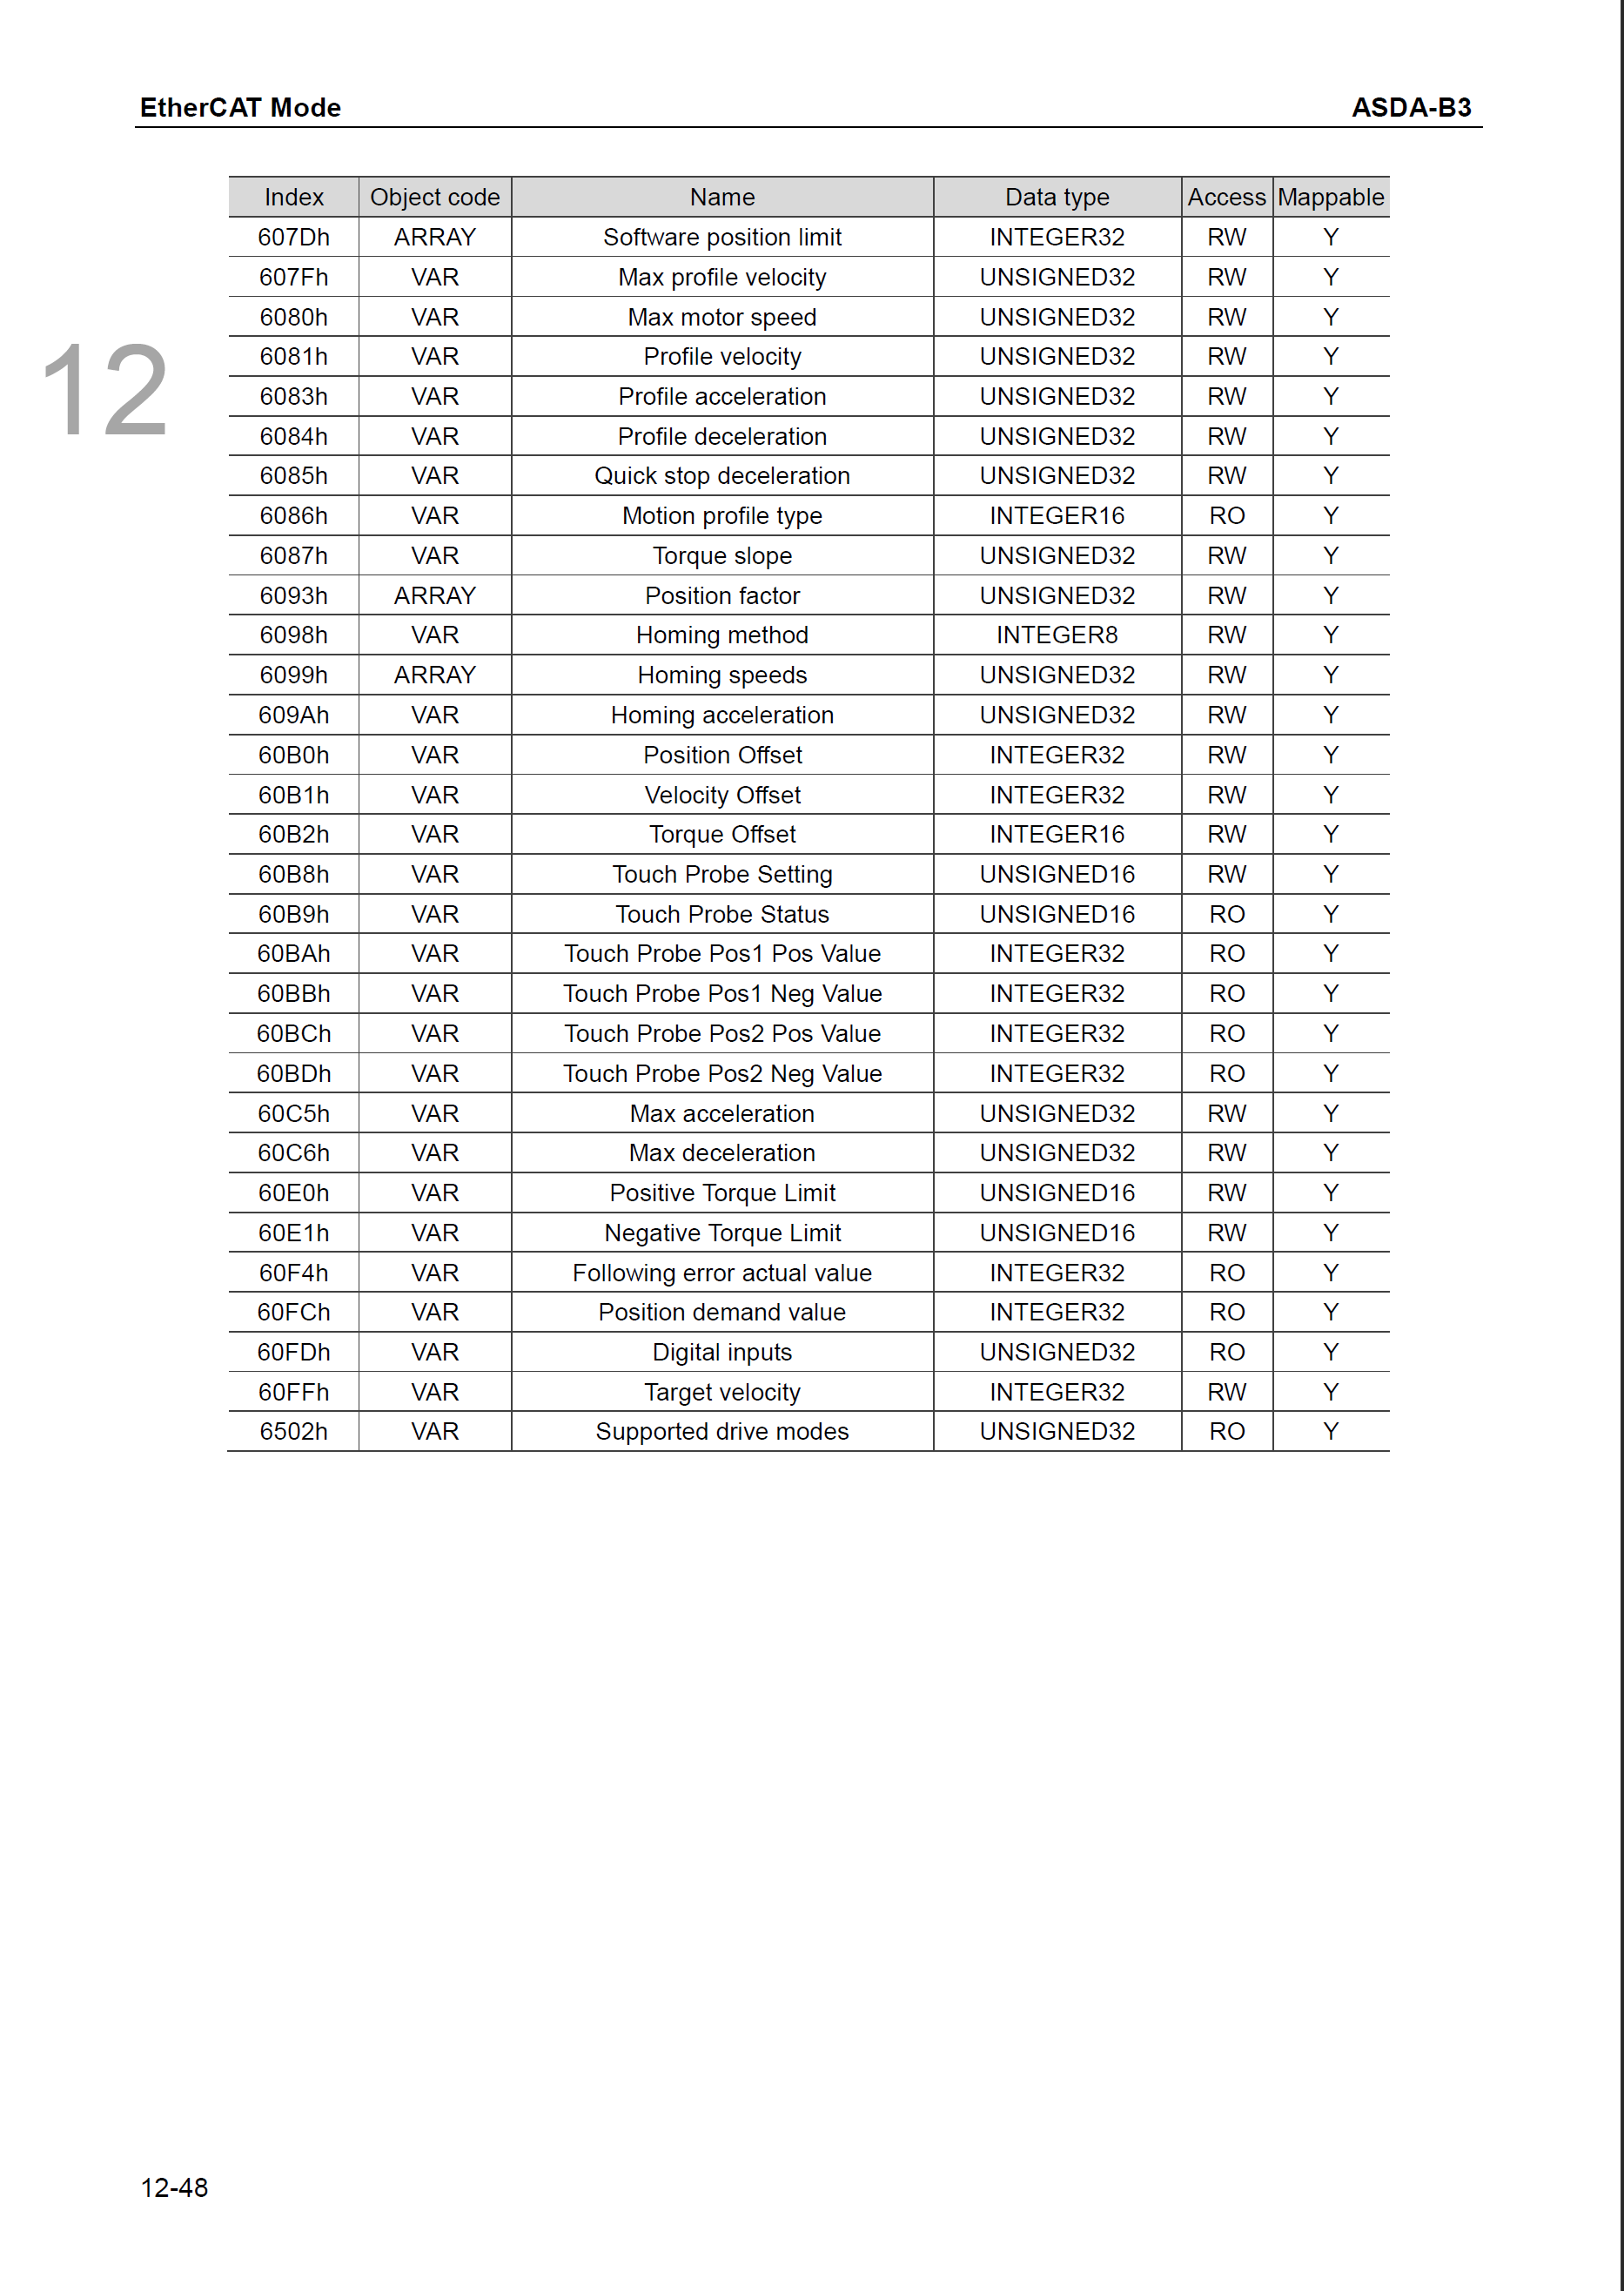 EtherCAT Mode ASDA-B3
12
Index Object code Name Data type Access Mappable
607Dh ARRAY Software position limit INTEGER32 RW Y
607Fh VAR Max profile velocity UNSIGNED32 RW Y
6080h VAR Max motor speed UNSIGNED32 RW Y
6081h VAR Profile velocity UNSIGNED32 RW Y
6083h VAR Profile acceleration UNSIGNED32 RW Y
6084h VAR Profile deceleration UNSIGNED32 RW Y
6085h VAR Quick stop deceleration UNSIGNED32 RW Y
6086h VAR Motion profile type INTEGER16 RO Y
6087h VAR Torque slope UNSIGNED32 RW Y
6093h ARRAY Position factor UNSIGNED32 RW Y
6098h VAR Homing method INTEGER8 RW Y
6099h ARRAY Homing speeds UNSIGNED32 RW Y
609Ah VAR Homing acceleration UNSIGNED32 RW Y
60B0h VAR Position Offset INTEGER32 RW Y
60B1h VAR Velocity Offset INTEGER32 RW Y
60B2h VAR Torque Offset INTEGER16 RW Y
60B8h VAR Touch Probe Setting UNSIGNED16 RW Y
60B9h VAR Touch Probe Status UNSIGNED16 RO Y
60BAh VAR Touch Probe Pos1 Pos Value INTEGER32 RO Y
60BBh VAR Touch Probe Pos1 Neg Value INTEGER32 RO Y
60BCh VAR Touch Probe Pos2 Pos Value INTEGER32 RO Y
60BDh VAR Touch Probe Pos2 Neg Value INTEGER32 RO Y
60C5h VAR Max acceleration UNSIGNED32 RW Y
60C6h VAR Max deceleration UNSIGNED32 RW Y
60E0h VAR Positive Torque Limit UNSIGNED16 RW Y
60E1h VAR Negative Torque Limit UNSIGNED16 RW Y
60F4h VAR Following error actual value INTEGER32 RO Y
60FCh VAR Position demand value INTEGER32 RO Y
60FDh VAR Digital inputs UNSIGNED32 RO Y
60FFh VAR Target velocity INTEGER32 RW Y
6502h VAR Supported drive modes UNSIGNED32 RO Y
12-48